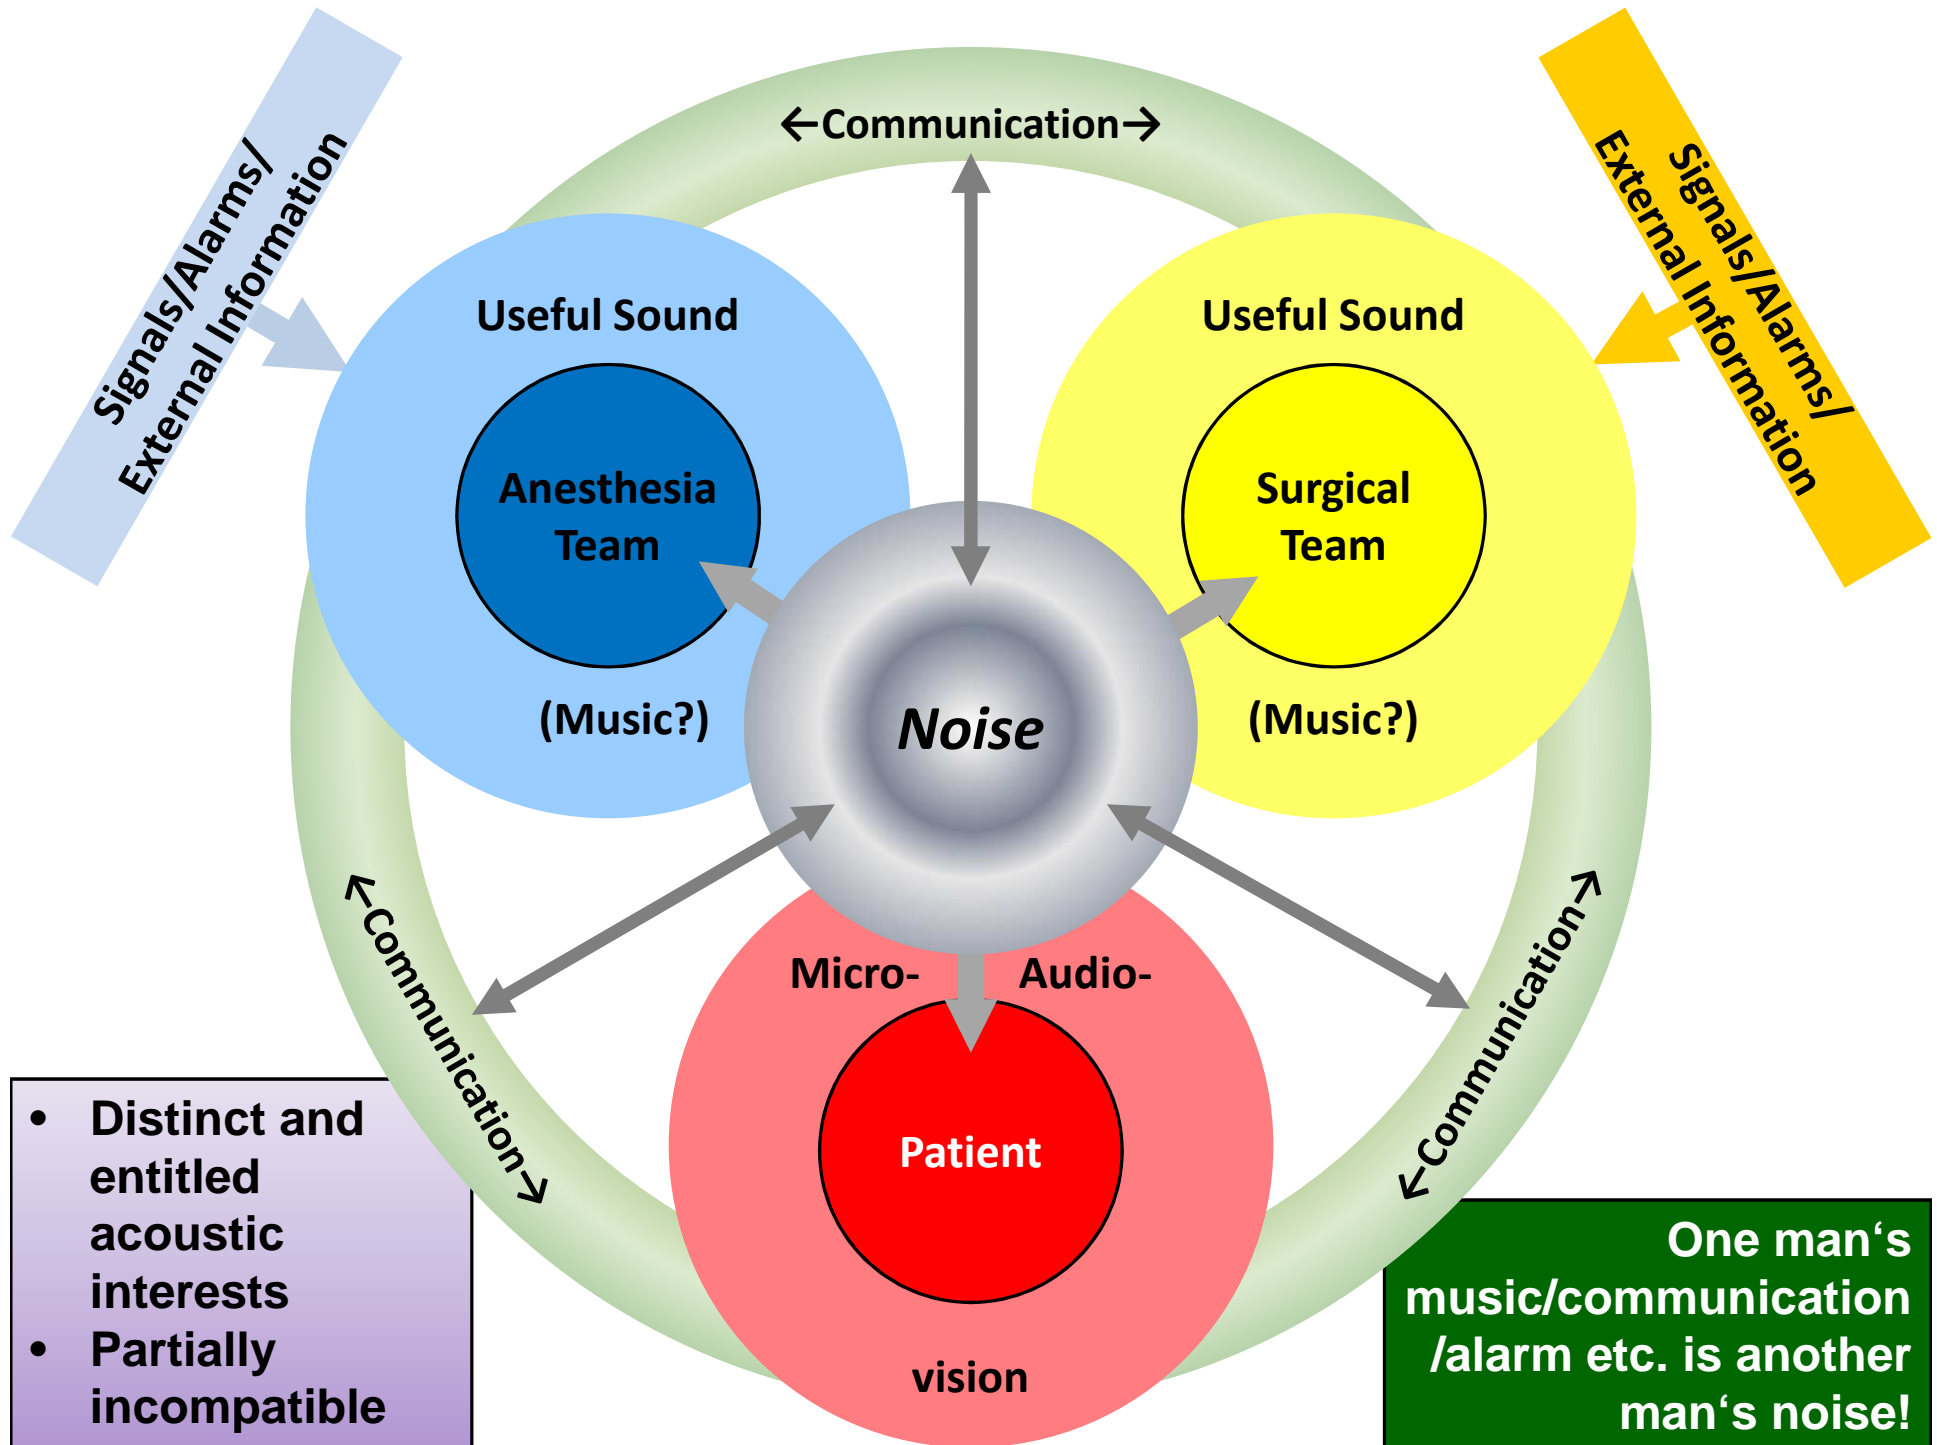 ←Communication→
Signals/Alarms/
External Information
Signals/Alarms/
External Information
Useful Sound
Anesthesia
Team
(Music?)
Useful Sound
Surgical
Team
(Music?)
Noise
←Communication→
←Communication→
Micro-
Audio-
Patient
vision
• Distinct and
entitled
acoustic
interests
• Partially
incompatible
One man‘s
music/communication
/alarm etc. is another
man‘s noise!